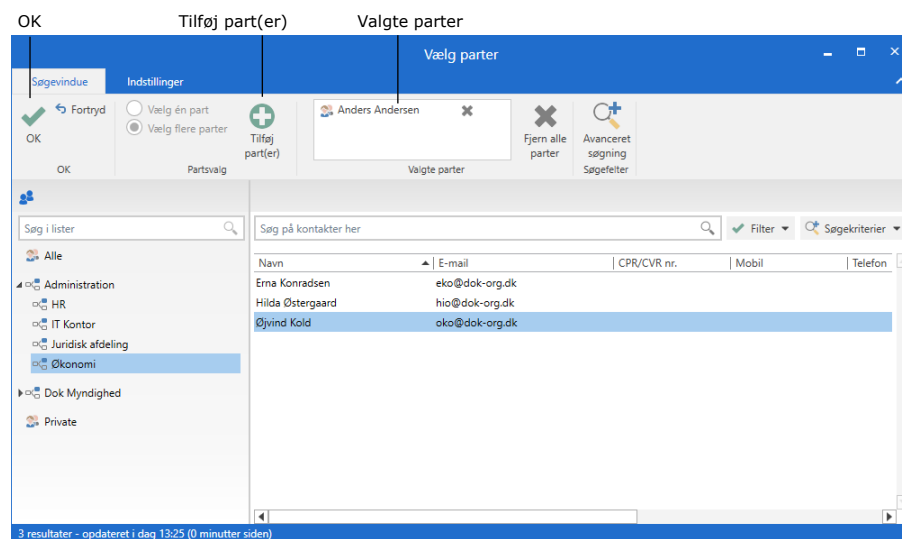 OK Tilføj part(er) Valgte parter
Vælg parter
Søgevindue Indstillinger
OK
Fortryd
OK
Vælg én part
Vælg flere parter
Tilføj
part(er)
Partsvalg
Anders Andersen
Fjern alle
parter
Valgte parter
Avanceret
søgning
Søgefelter
Søg i lister
Søg på kontakter her
Filter
Søgekriterier
Alle
Administration
HR
IT Kontor
Juridisk afdeling
Økonomi
Dok Myndighed
Private
Navn E-mail CPR/CVR nr. Mobil Telefon
Erna Konradsen eko@dok-org.dk
Hilda Østergaard hio@dok-org.dk
Øjvind Kold oko@dok-org.dk
3 resultater - opdateret i dag 13:25 (0 minutter siden)